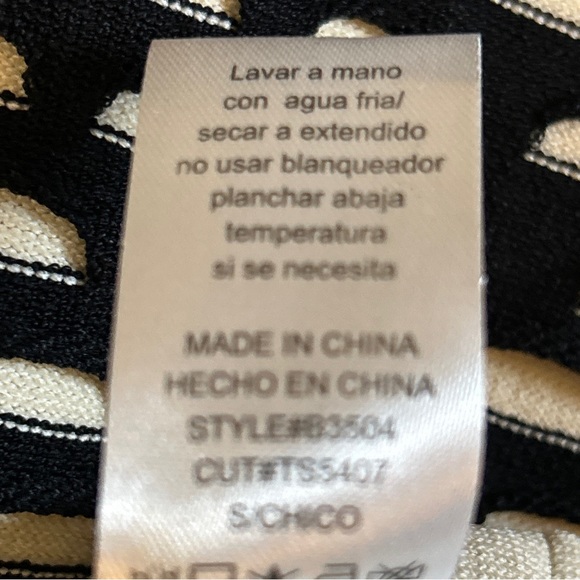 Lavar a mano
con agua fria/
secar a extendido
no usar blanqueador
planchar abaja
temperatura
si se necesita
MADE IN CHINA
HECHO EN CHINA
STYLE#B3504
CUT#TS5407
S/CHICO